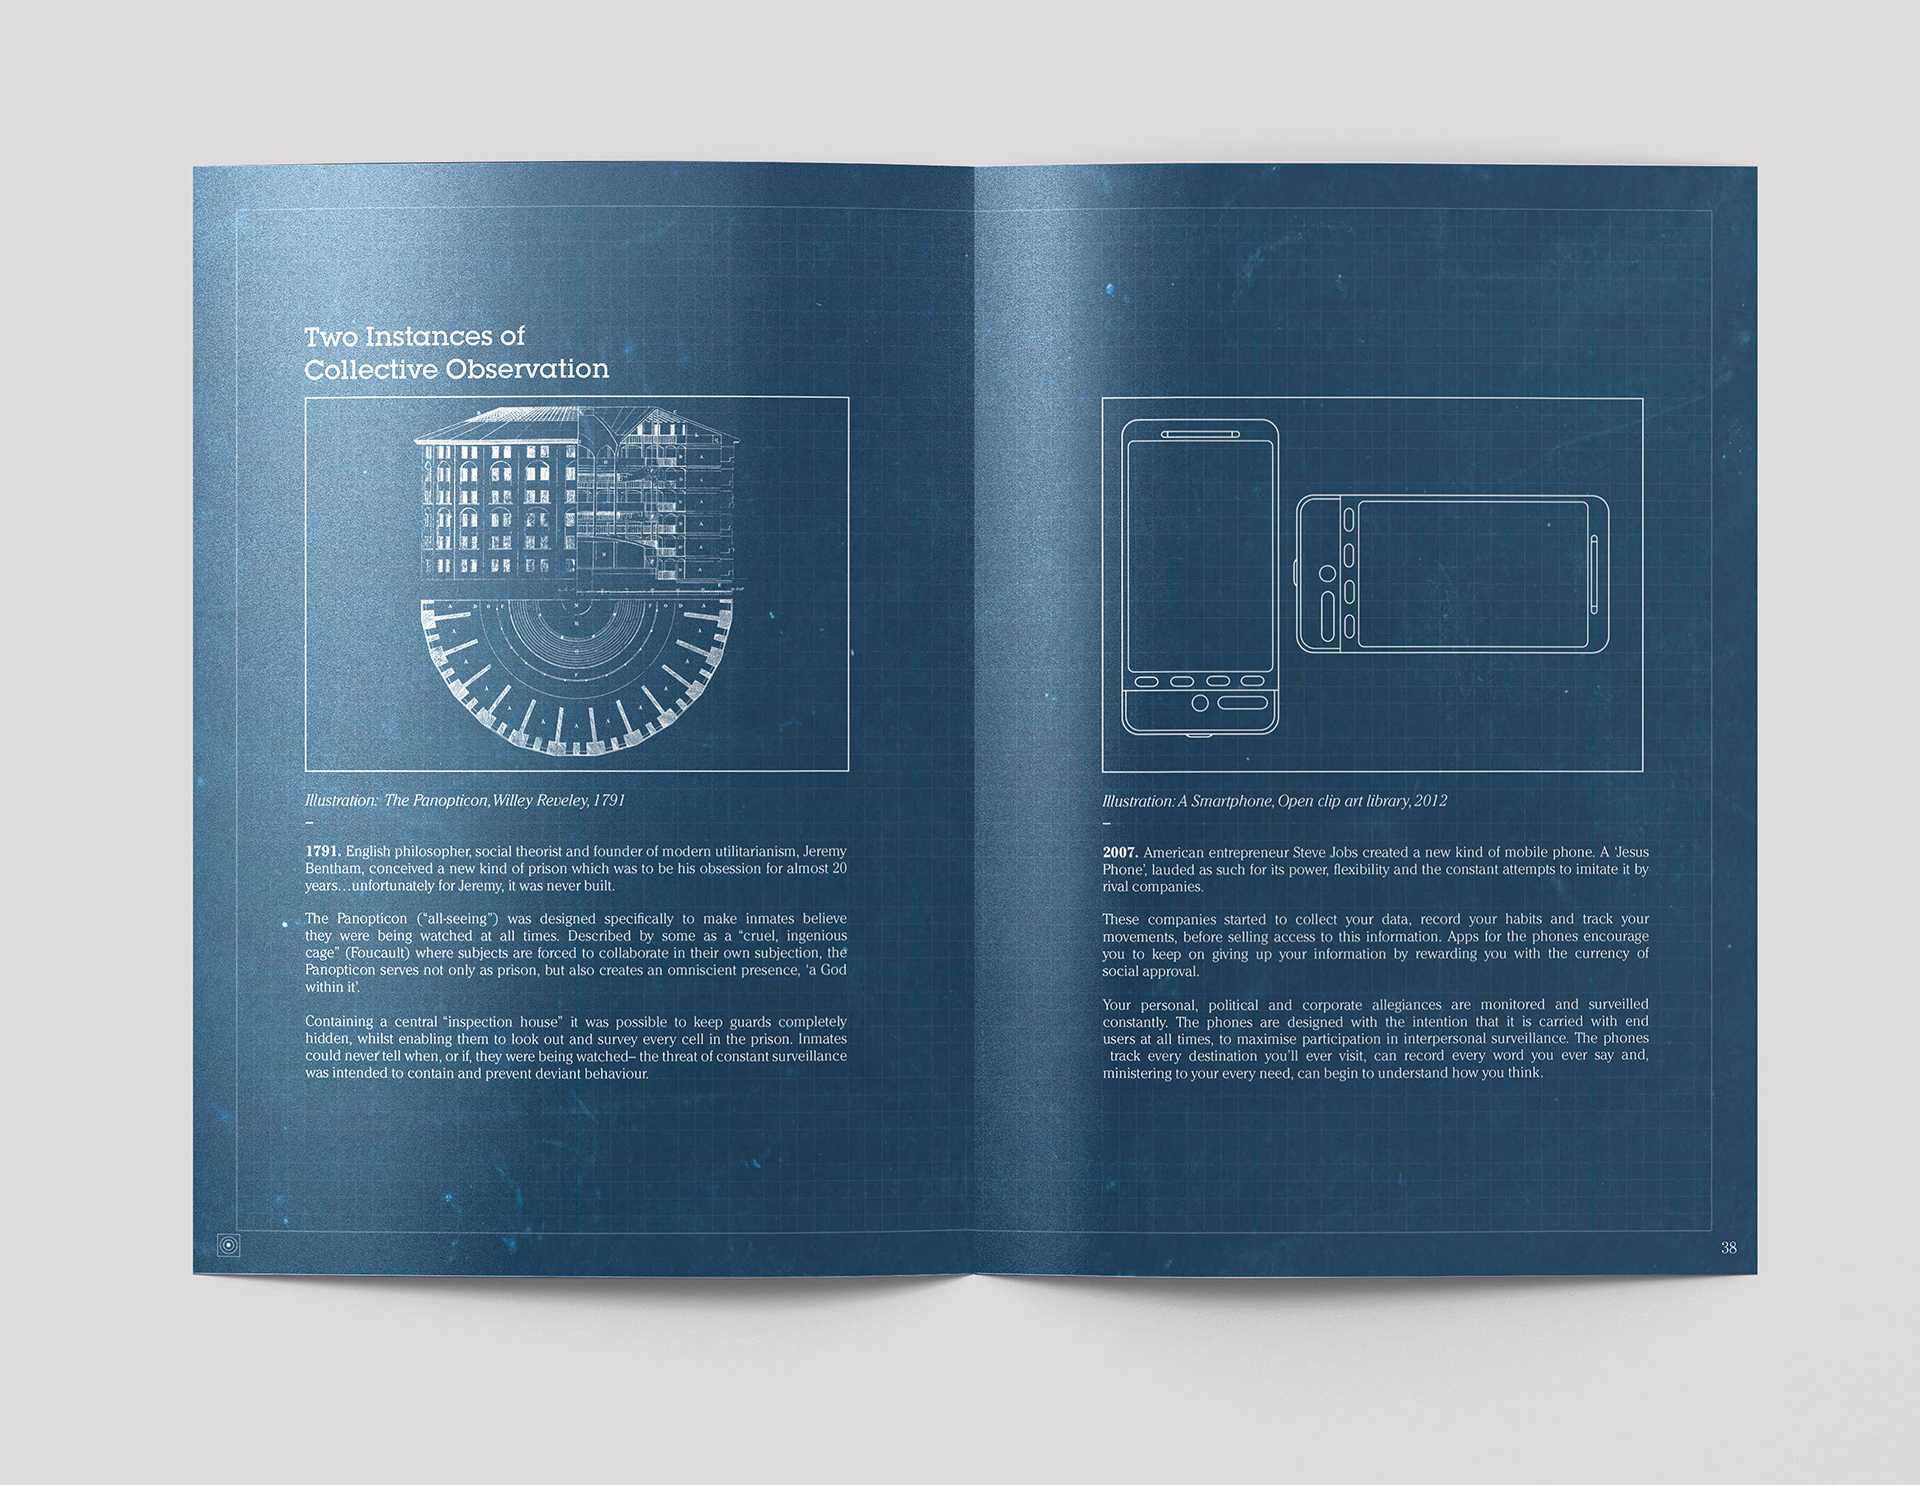 Two Instances of
Collective Observation
Illustration: The Panopticon, Willey Reveley, 1791
1791. English philosopher, social theorist and founder of modern utilitarianism, Jeremy
Bentham, conceived a new kind of prison which was to be his obsession for almost 20
years…unfortunately for Jeremy, it was never built.
The Panopticon (“all-seeing”) was designed specifically to make inmates believe
they were being watched at all times. Described by some as a “cruel, ingenious
cage” (Foucault) where subjects are forced to collaborate in their own subjection, the
Panopticon serves not only as prison, but also creates an omniscient presence, ‘a God
within it’.
Containing a central “inspection house” it was possible to keep guards completely
hidden, whilst enabling them to look out and survey every cell in the prison. Inmates
could never tell when, or if, they were being watched– the threat of constant surveillance
was intended to contain and prevent deviant behaviour.
Illustration: A Smartphone, Open clip art library, 2012
2007. American entrepreneur Steve Jobs created a new kind of mobile phone. A ‘Jesus
Phone’, lauded as such for its power, flexibility and the constant attempts to imitate it by
rival companies.
These companies started to collect your data, record your habits and track your
movements, before selling access to this information. Apps for the phones encourage
you to keep on giving up your information by rewarding you with the currency of
social approval.
Your personal, political and corporate allegiances are monitored and surveilled
constantly. The phones are designed with the intention that it is carried with end
users at all times, to maximise participation in interpersonal surveillance. The phones
track every destination you’ll ever visit, can record every word you ever say and,
ministering to your every need, can begin to understand how you think.
38